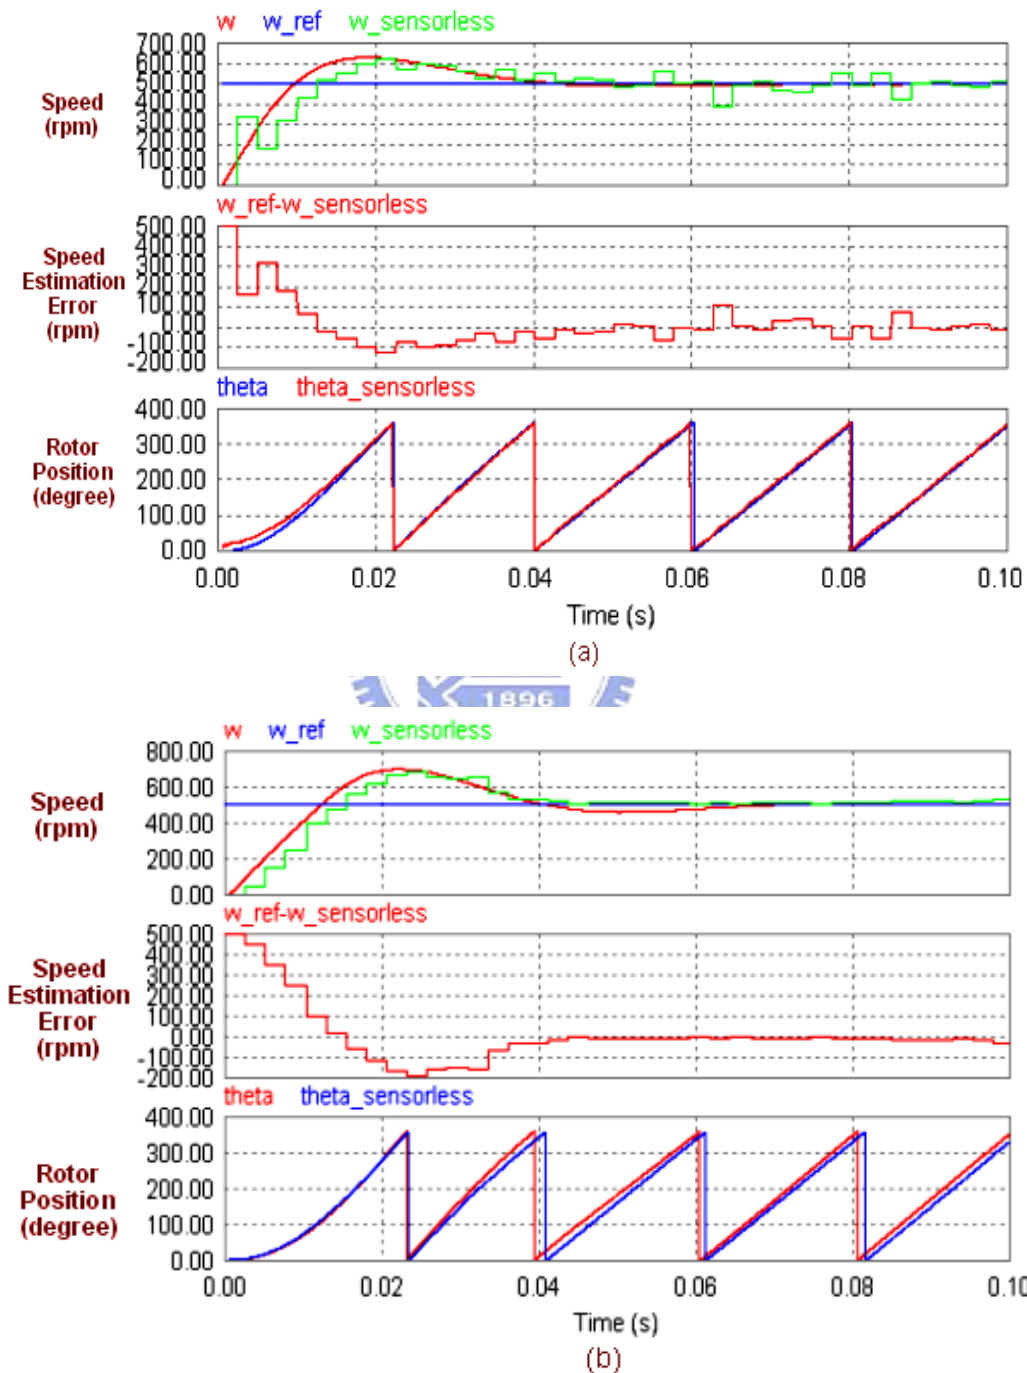 w w_ref w_sensorless
700.00
600.00
500.00
400.00
300.00
200.00
100.00
0.00
Speed
(rpm)
w_ref-w_sensorless
500.00
400.00
300.00
200.00
100.00
0.00
-100.00
-200.00
Speed
Estimation
Error
(rpm)
theta theta_sensorless
400.00
300.00
200.00
100.00
0.00
Rotor
Position
(degree)
0.00 0.02 0.04 0.06 0.08 0.10
Time (s)
(a)
1896
w w_ref w_sensorless
800.00
600.00
400.00
200.00
0.00
Speed
(rpm)
w_ref-w_sensorless
500.00
400.00
300.00
200.00
100.00
0.00
-100.00
-200.00
Speed
Estimation
Error
(rpm)
theta theta_sensorless
400.00
300.00
200.00
100.00
0.00
Rotor
Position
(degree)
0.00 0.02 0.04 0.06 0.08 0.10
Time (s)
(b)